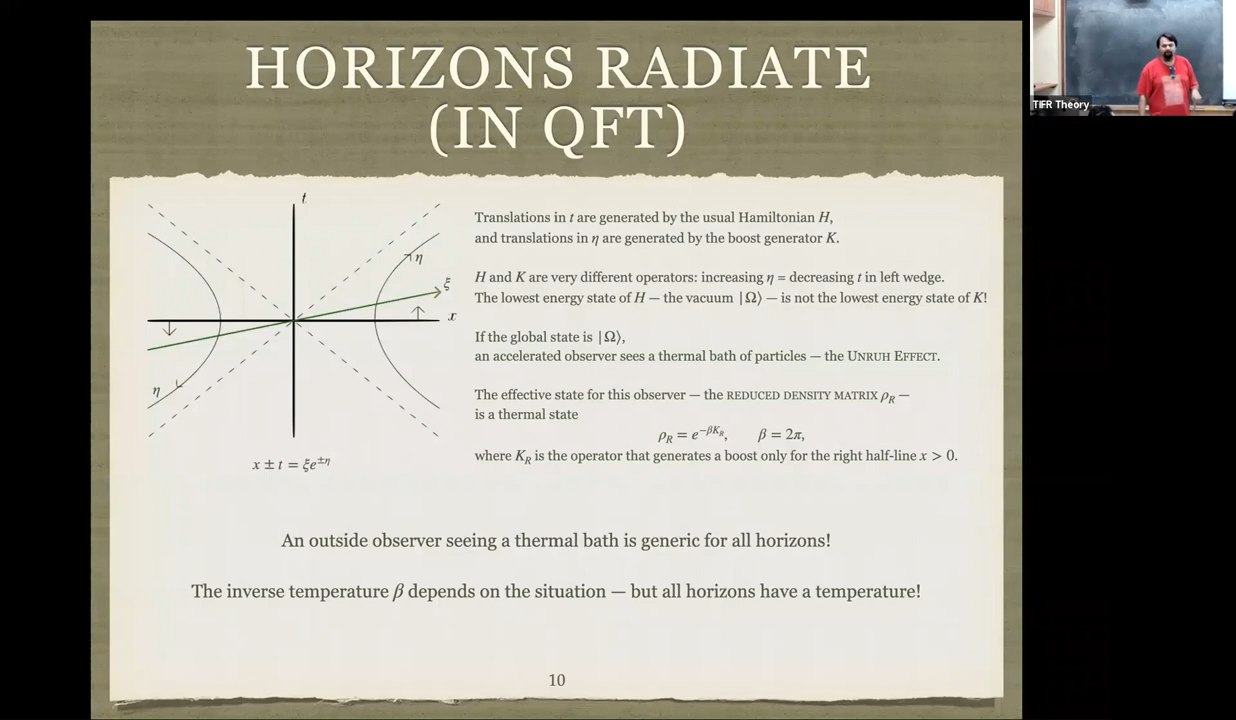 HORIZONS RADIATE
(IN QFT)
TIFR Theory
t
η
ξ
x
η
x ± t = ξe^{±η}
Translations in t are generated by the usual Hamiltonian H,
and translations in η are generated by the boost generator K.
H and K are very different operators: increasing η = decreasing t in left wedge.
The lowest energy state of H — the vacuum |Ω⟩ — is not the lowest energy state of K!
If the global state is |Ω⟩,
an accelerated observer sees a thermal bath of particles — the UNRUH EFFECT.
The effective state for this observer — the REDUCED DENSITY MATRIX ρ_R —
is a thermal state
ρ_R = e^{−βK_R}, β = 2π,
where K_R is the operator that generates a boost only for the right half-line x > 0.
An outside observer seeing a thermal bath is generic for all horizons!
The inverse temperature β depends on the situation — but all horizons have a temperature!
10